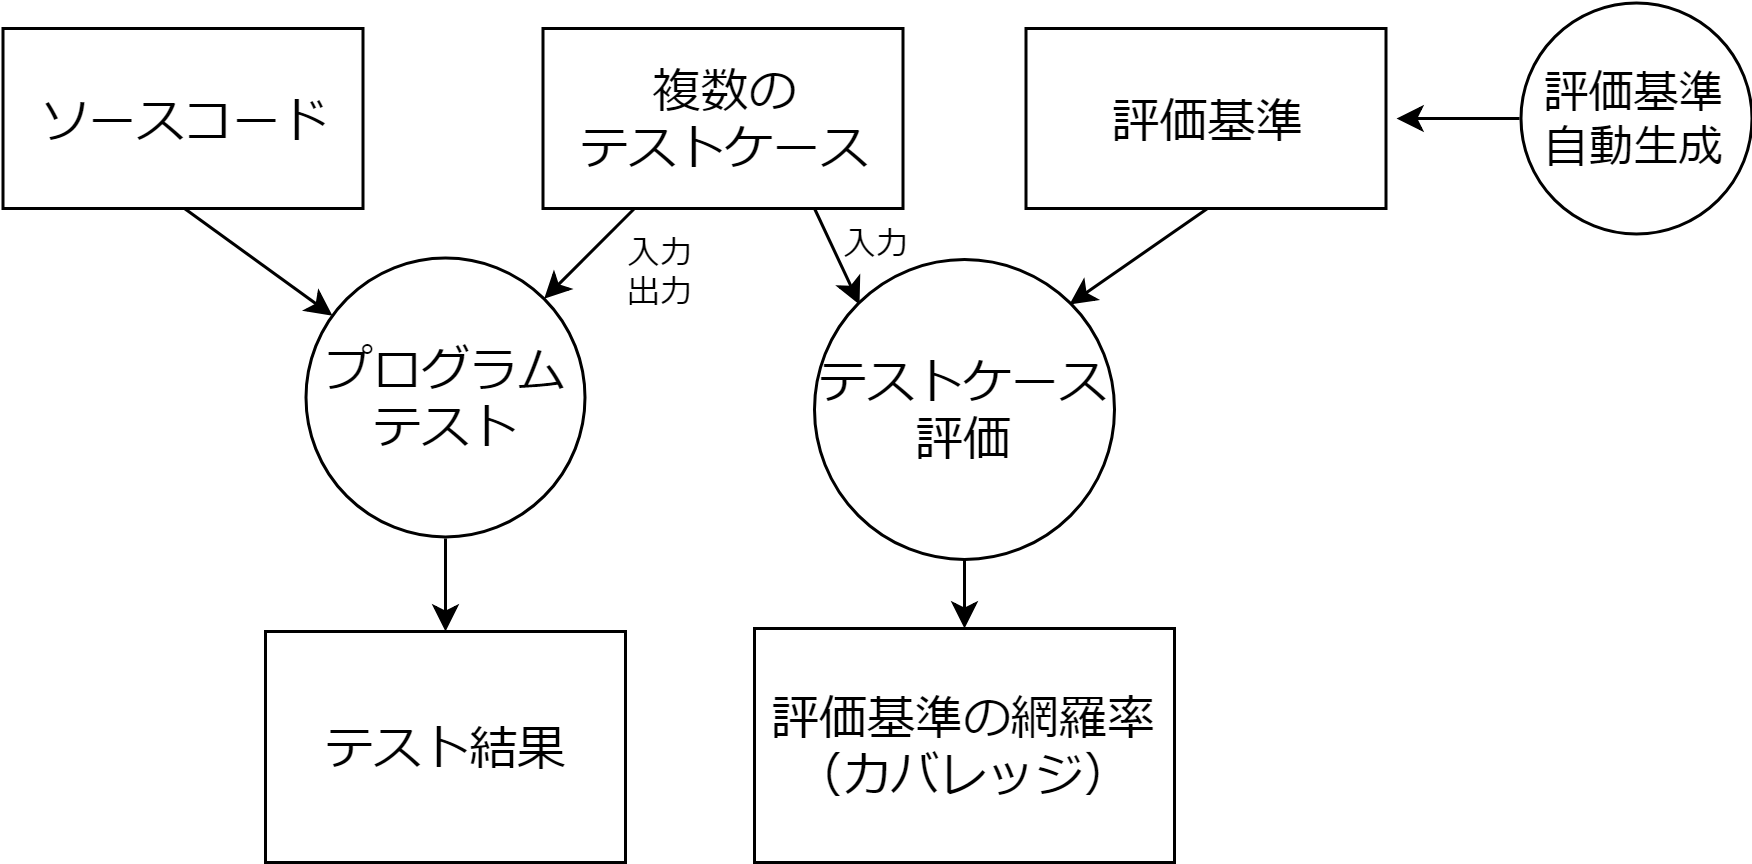 ソースコード
複数の
テストケース
評価基準
評価基準
自動生成
入力
出力
入力
プログラム
テスト
テストケース
評価
テスト結果
評価基準の網羅率
（カバレッジ）